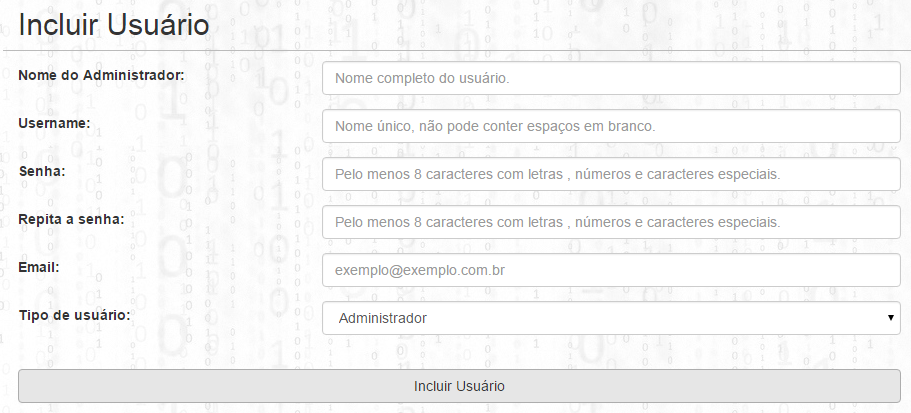 Incluir Usuário
Nome do Administrador:
Nome completo do usuário.
Username:
Nome único, não pode conter espaços em branco.
Senha:
Pelo menos 8 caracteres com letras , números e caracteres especiais.
Repita a senha:
Pelo menos 8 caracteres com letras , números e caracteres especiais.
Email:
exemplo@exemplo.com.br
Tipo de usuário:
Administrador
Incluir Usuário